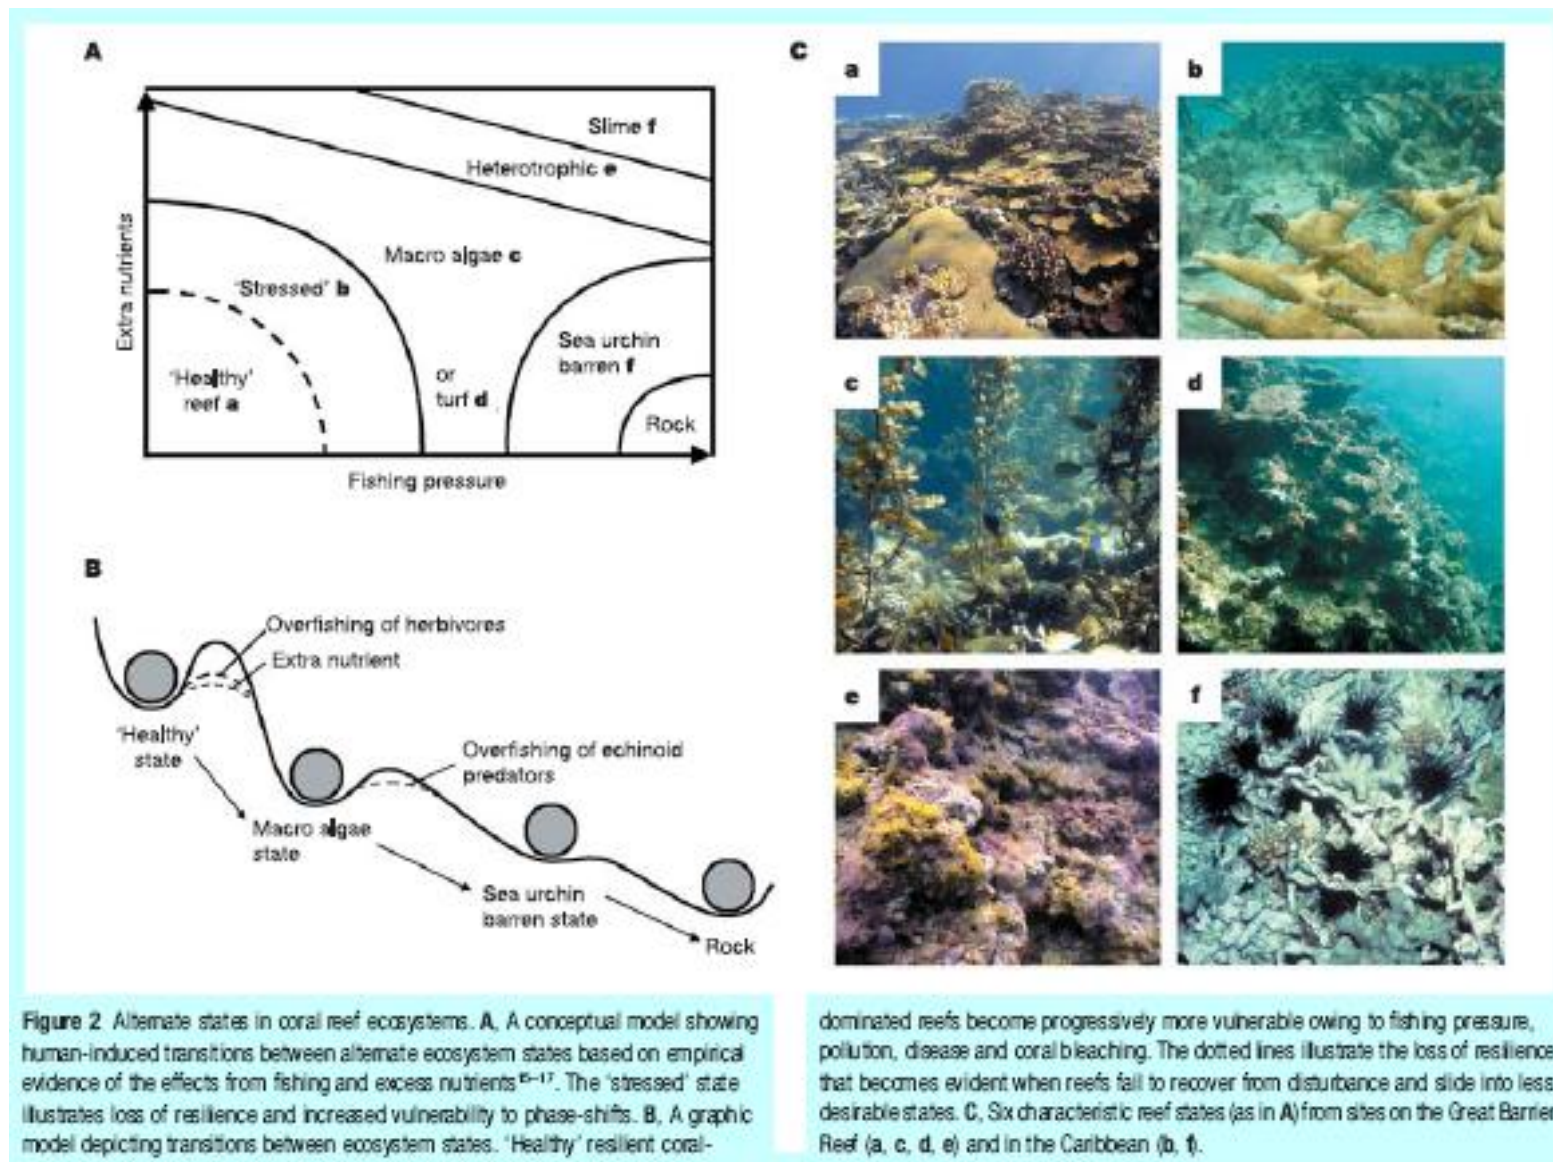 A
Extra nutrients
Slime f
Heterotrophic e
Macro algae c
'Stressed' b
Sea urchin
barren f
'Healthy'
reef a
or
turf d
Rock
Fishing pressure
B
Overfishing of herbivores
Extra nutrient
'Healthy'
state
Overfishing of echinoid
predators
Macro algae
state
Sea urchin
barren state
Rock
C
a
b
c
d
e
f
Figure 2 Alternate states in coral reef ecosystems. A, A conceptual model showing
human-induced transitions between alternate ecosystem states based on empirical
evidence of the effects from fishing and excess nutrients15–17. The 'stressed' state
illustrates loss of resilience and increased vulnerability to phase-shifts. B, A graphic
model depicting transitions between ecosystem states. 'Healthy' resilient coral-
dominated reefs become progressively more vulnerable owing to fishing pressure,
pollution, disease and coral bleaching. The dotted lines illustrate the loss of resilience
that becomes evident when reefs fail to recover from disturbance and slide into less
desirable states. C, Six characteristic reef states (as in A) from sites on the Great Barrier
Reef (a, c, d, e) and in the Caribbean (b, f).